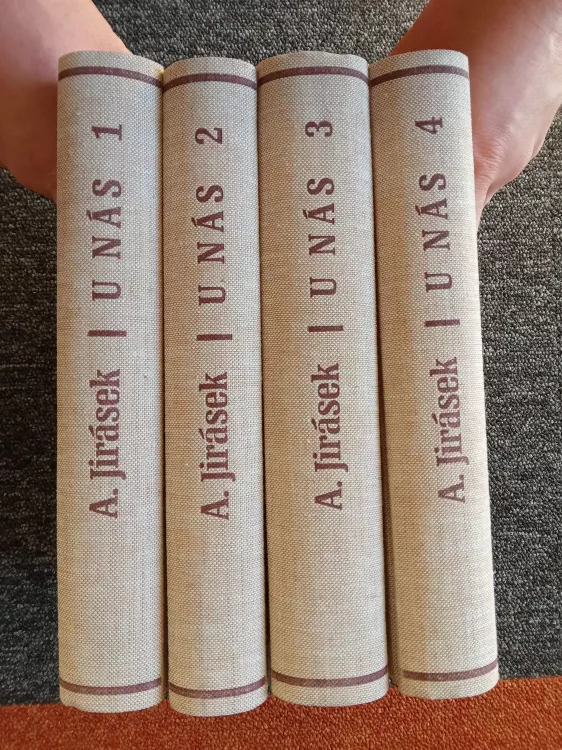 A. Jirásek | U NÁS 1
A. Jirásek | U NÁS 2
A. Jirásek | U NÁS 3
A. Jirásek | U NÁS 4